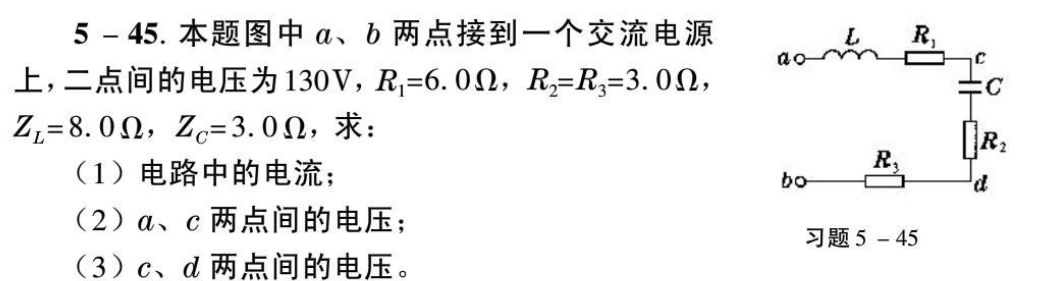 5 - 45. 本题图中 a、b 两点接到一个交流电源
上,二点间的电压为130V, R₁=6.0Ω, R₂=R₃=3.0Ω,
Z_L=8.0Ω, Z_C=3.0Ω, 求:
(1) 电路中的电流;
(2) a、c 两点间的电压;
(3) c、d 两点间的电压。
L R₁
a c
C
R₂
R₃
b d
习题 5 - 45